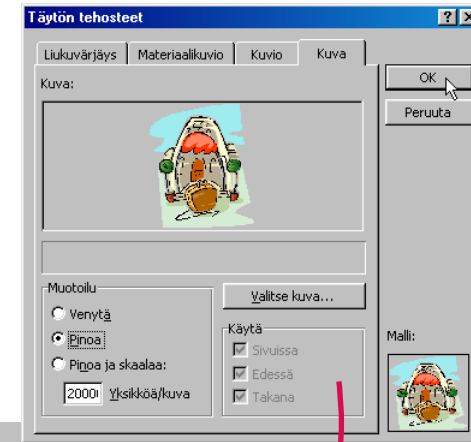 Täytön tehosteet
Liukuvärjäys Materiaalikuvio Kuvio Kuva
Kuva:
OK
Peruuta
Muotoilu
Venytä
Pinoa
Pinoa ja skaalaa:
2000 Yksikköä/kuva
Valitse kuva...
Käytä
Sivuissa
Edessä
Takana
Malli: